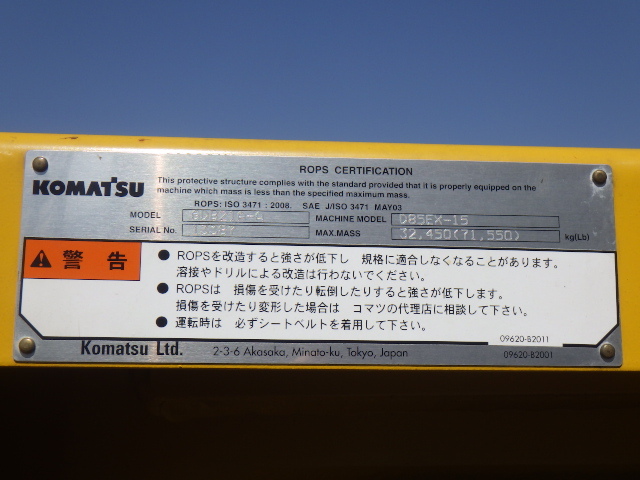 ROPS CERTIFICATION
KOMATSU
This protective structure complies with the standard provided that it is properly equipped on the
machine which mass is less than the specified maximum mass.
ROPS: ISO 3471 : 2008. SAE J/ISO 3471 MAY03
MODEL MACHINE MODEL D85EX-15
SERIAL No. MAX.MASS 32,450(71,550) kg(Lb)
警告
● ROPSを改造すると強さが低下し 規格に適合しなくなることがあります。
溶接やドリルによる改造は行わないでください。
● ROPSは 損傷を受けたり転倒したりすると強さが低下します。
損傷を受けたり変形した場合は コマツの代理店に相談して下さい。
● 運転時は 必ずシートベルトを着用して下さい。
09620-B2011
Komatsu Ltd. 2-3-6 Akasaka, Minato-ku, Tokyo, Japan 09620-B2001